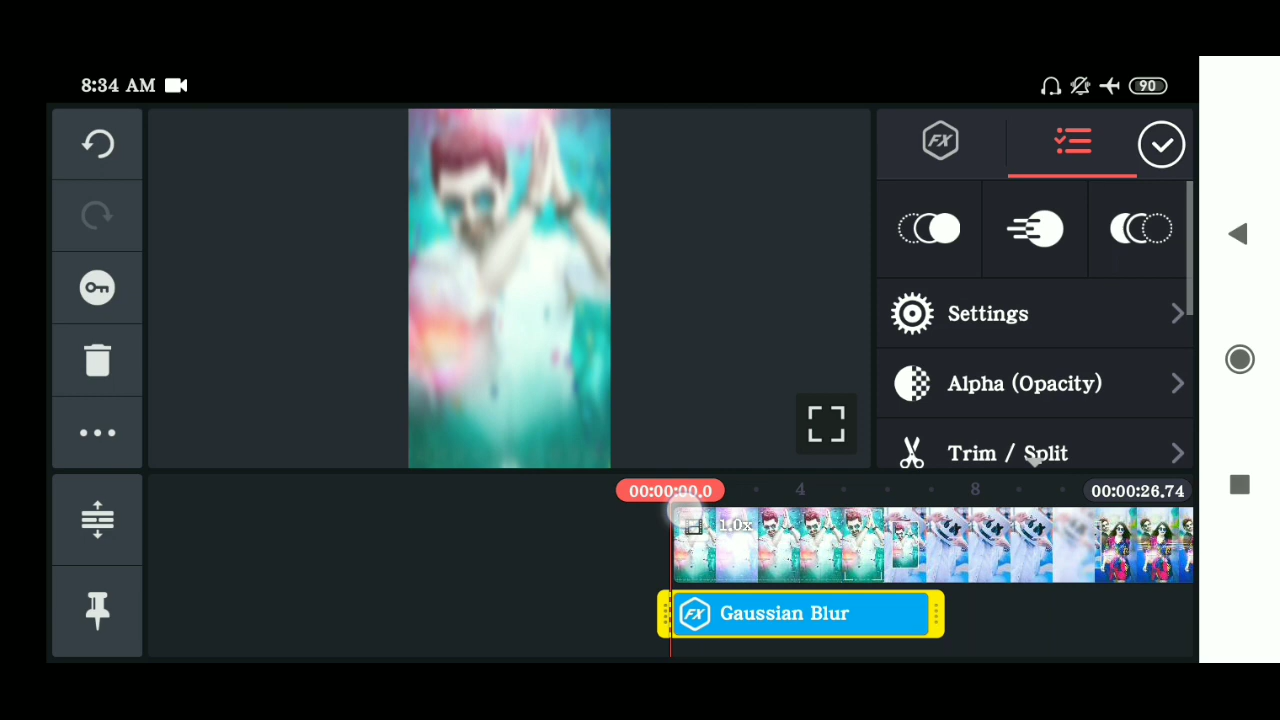 8:34 AM
90
FX
Settings
Alpha (Opacity)
Trim / Split
00:00:00.0
4
8
00:00:26.74
1.0x
FX Gaussian Blur